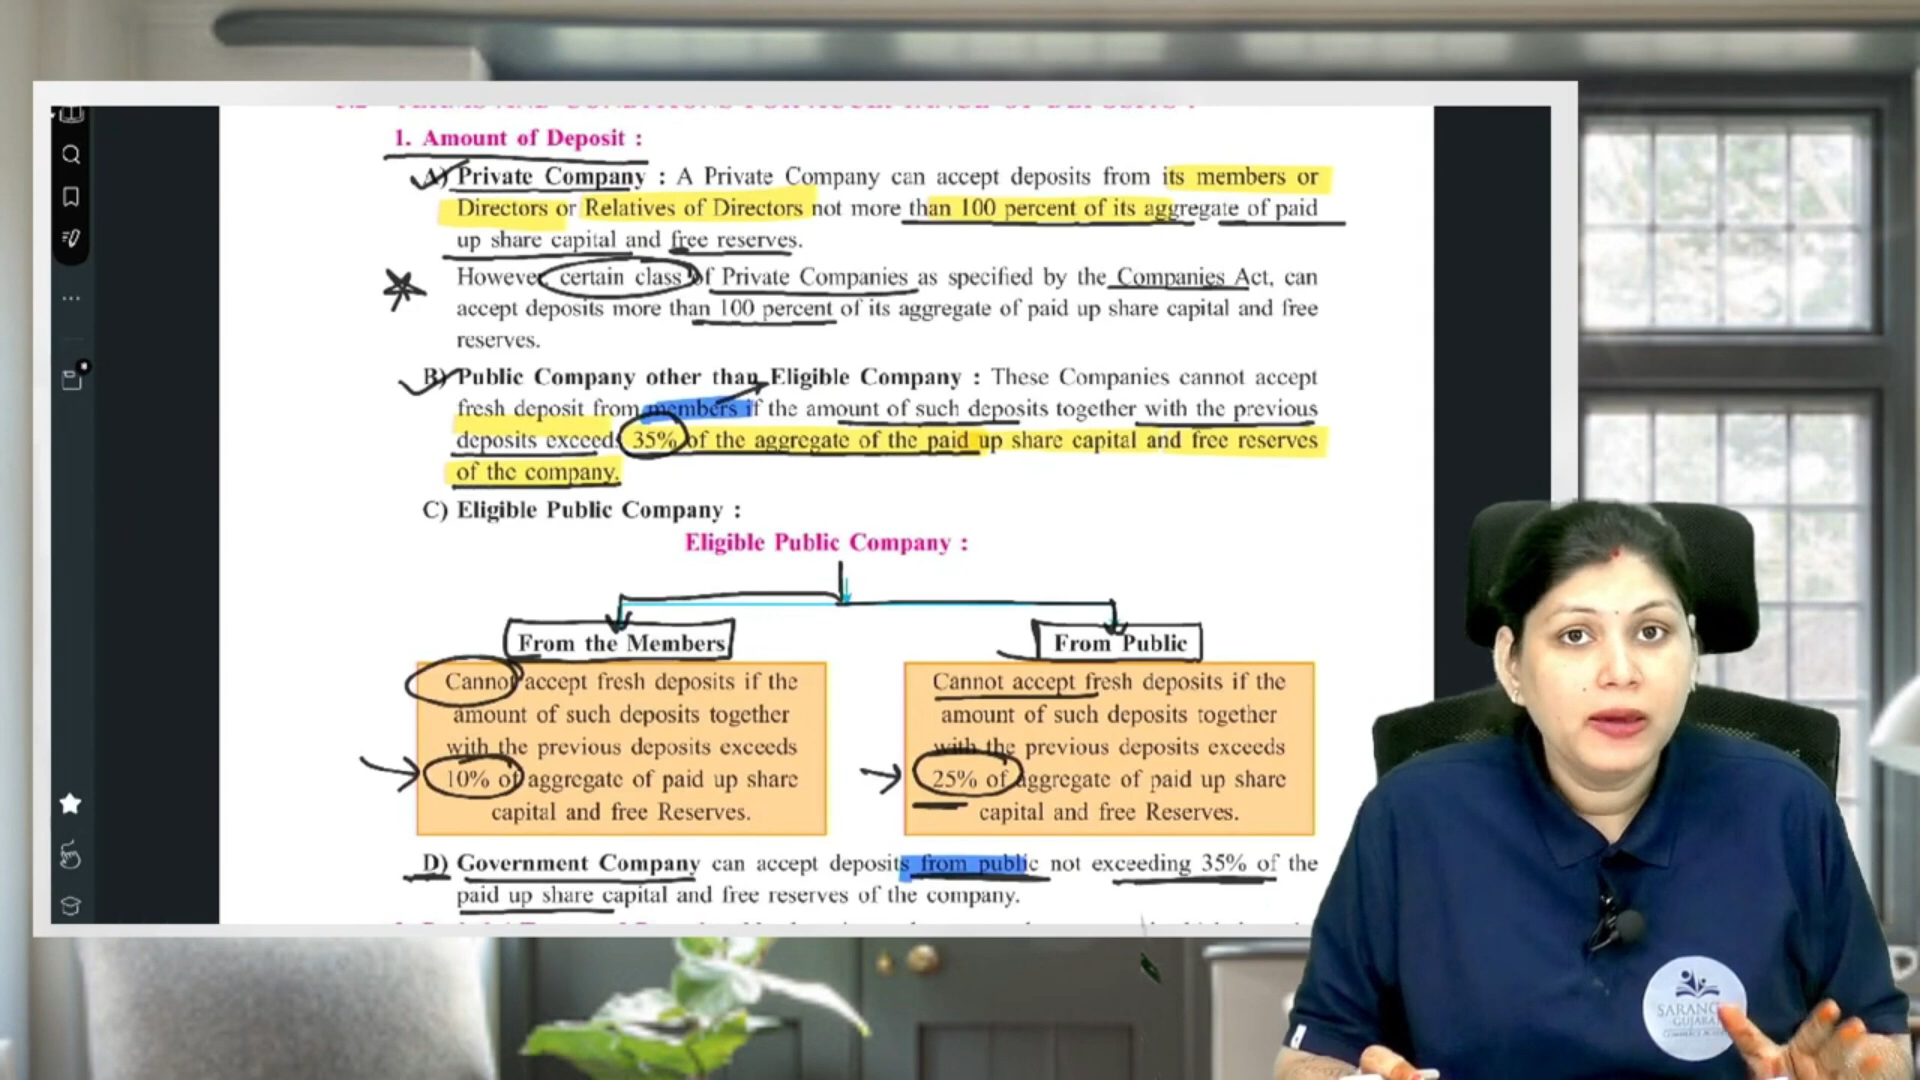 1. Amount of Deposit :
A) Private Company : A Private Company can accept deposits from its members or
Directors or Relatives of Directors not more than 100 percent of its aggregate of paid
up share capital and free reserves.
However, certain class of Private Companies as specified by the Companies Act, can
accept deposits more than 100 percent of its aggregate of paid up share capital and free
reserves.
B) Public Company other than Eligible Company : These Companies cannot accept
fresh deposit from members if the amount of such deposits together with the previous
deposits exceeds 35% of the aggregate of the paid up share capital and free reserves
of the company.
C) Eligible Public Company :
Eligible Public Company :
From the Members
Cannot accept fresh deposits if the
amount of such deposits together
with the previous deposits exceeds
10% of aggregate of paid up share
capital and free Reserves.
From Public
Cannot accept fresh deposits if the
amount of such deposits together
with the previous deposits exceeds
25% of aggregate of paid up share
capital and free Reserves.
D) Government Company can accept deposits from public not exceeding 35% of the
paid up share capital and free reserves of the company.